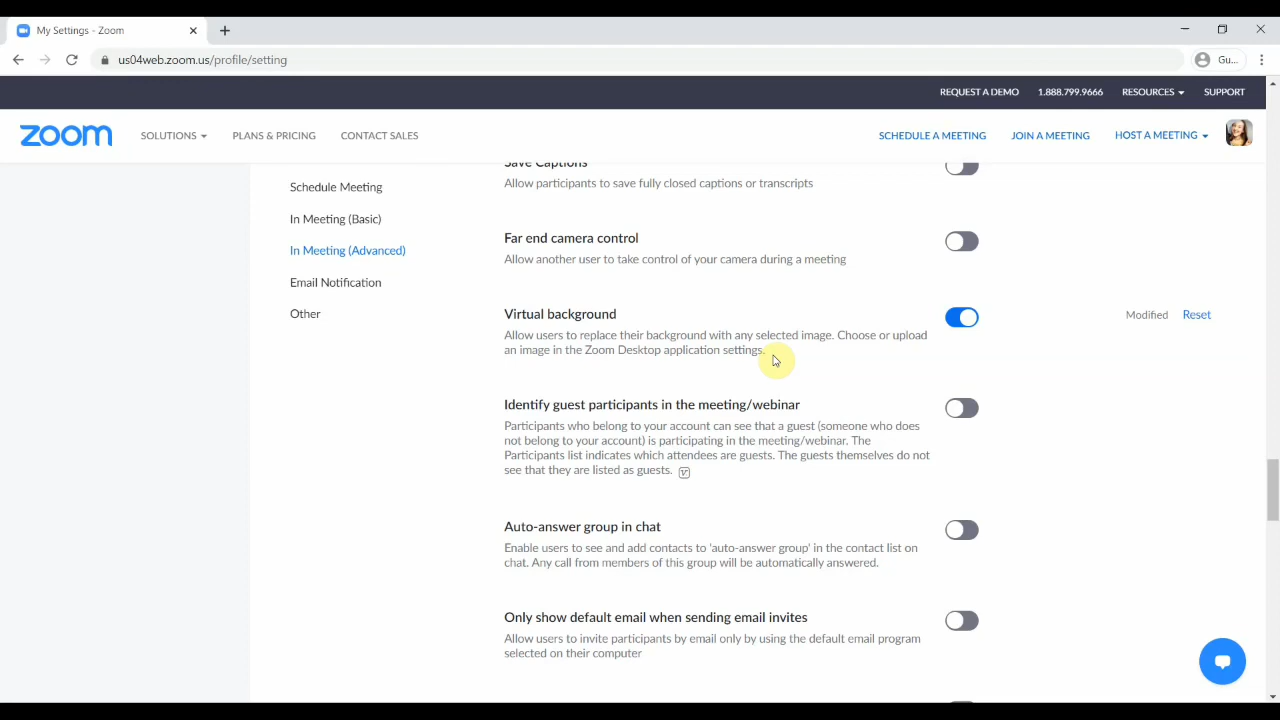 My Settings - Zoom
us04web.zoom.us/profile/setting
Gu...
REQUEST A DEMO 1.888.799.9666 RESOURCES SUPPORT
zoom SOLUTIONS PLANS & PRICING CONTACT SALES SCHEDULE A MEETING JOIN A MEETING HOST A MEETING
Schedule Meeting
In Meeting (Basic)
In Meeting (Advanced)
Email Notification
Other
Save Captions
Allow participants to save fully closed captions or transcripts
Far end camera control
Allow another user to take control of your camera during a meeting
Virtual background
Modified Reset
Allow users to replace their background with any selected image. Choose or upload
an image in the Zoom Desktop application settings.
Identify guest participants in the meeting/webinar
Participants who belong to your account can see that a guest (someone who does
not belong to your account) is participating in the meeting/webinar. The
Participants list indicates which attendees are guests. The guests themselves do not
see that they are listed as guests.
Auto-answer group in chat
Enable users to see and add contacts to 'auto-answer group' in the contact list on
chat. Any call from members of this group will be automatically answered.
Only show default email when sending email invites
Allow users to invite participants by email only by using the default email program
selected on their computer